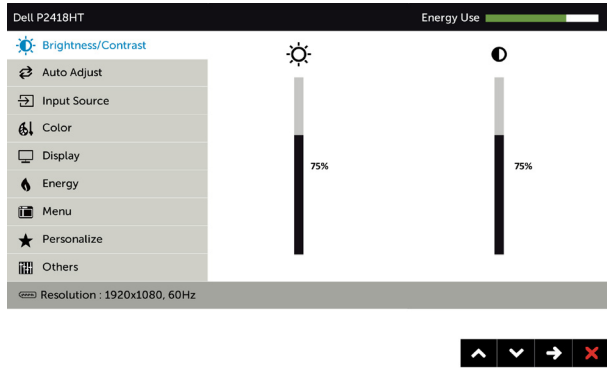 Dell P2418HT
Energy Use
Brightness/Contrast
Auto Adjust
Input Source
Color
Display
Energy
Menu
Personalize
Others
75%
75%
Resolution : 1920x1080, 60Hz